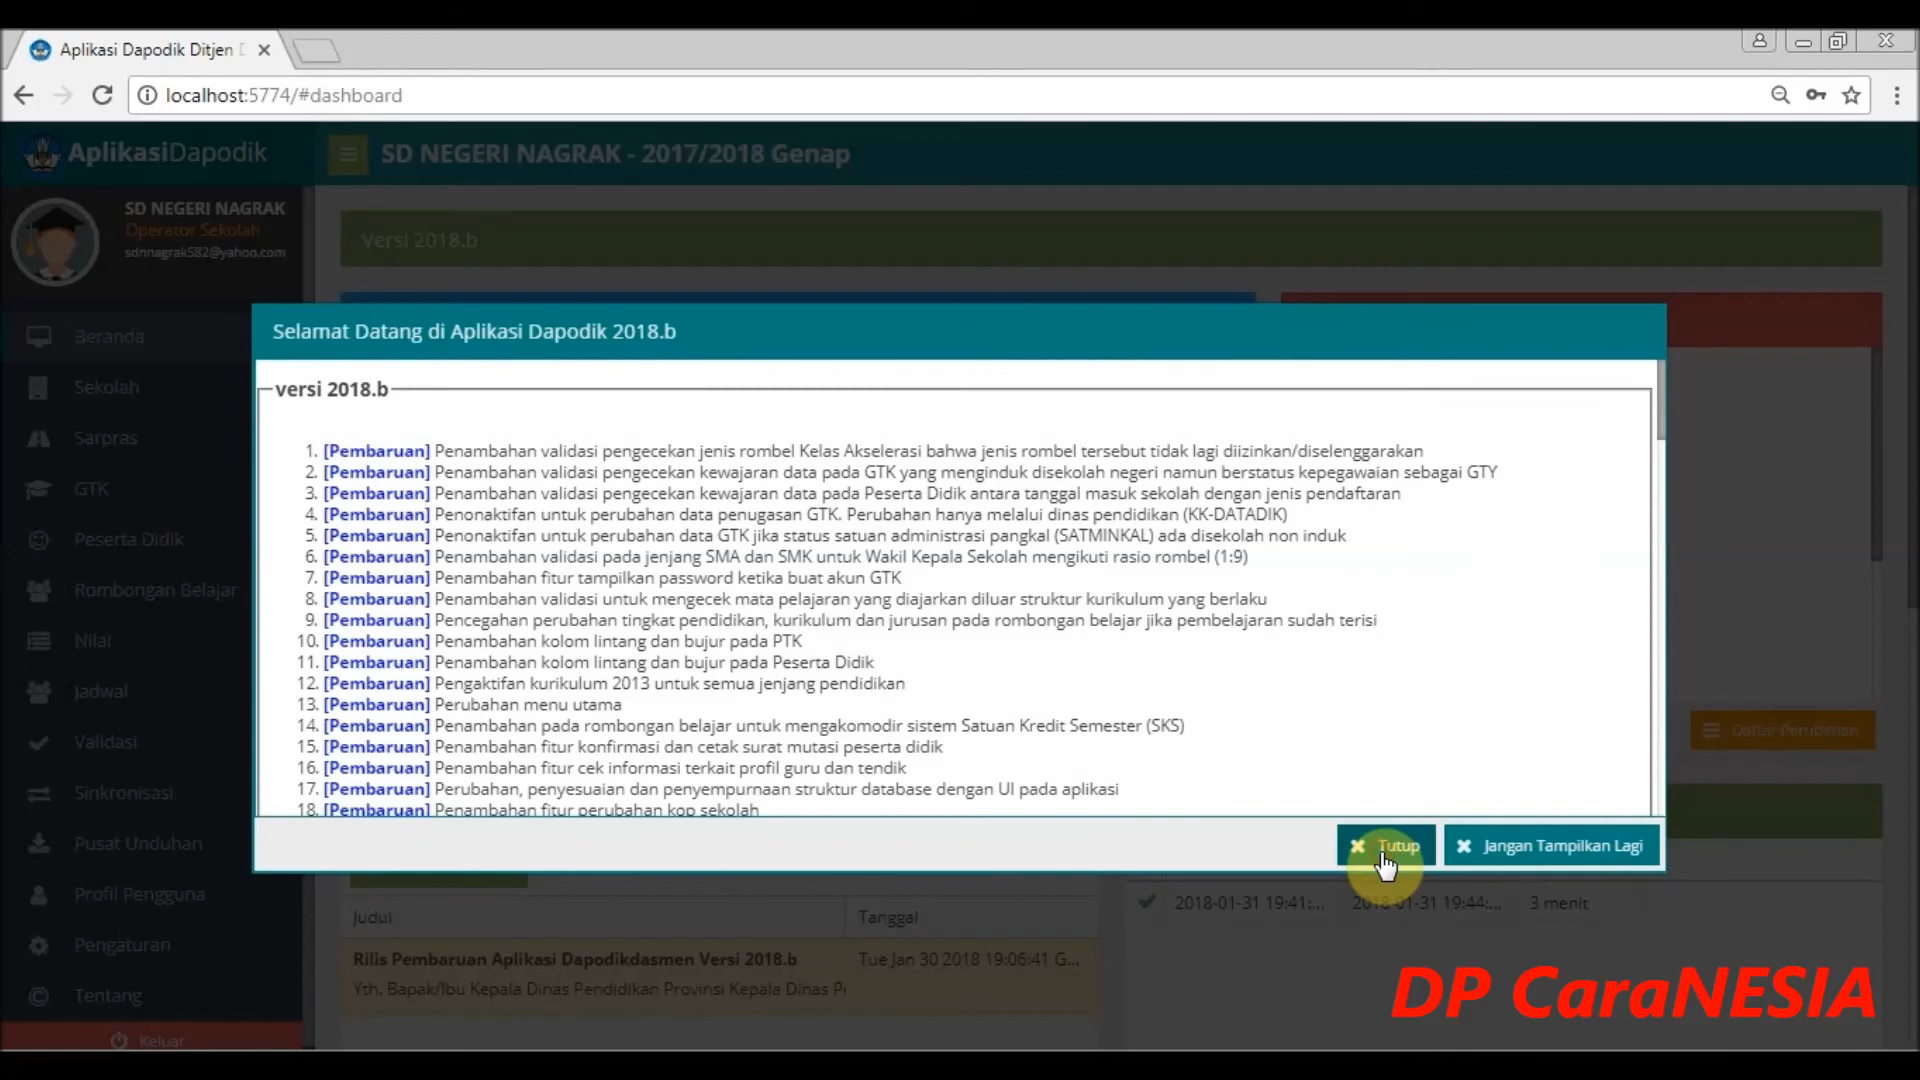 Aplikasi Dapodik Ditjen
localhost:5774/#dashboard
AplikasiDapodik
SD NEGERI NAGRAK - 2017/2018 Genap
SD NEGERI NAGRAK
Operator Sekolah
sdnnagrak582@yahoo.com
Versi 2018.b
Beranda
Sekolah
Sarpras
GTK
Peserta Didik
Rombongan Belajar
Nilai
Jadwal
Validasi
Sinkronisasi
Pusat Unduhan
Profil Pengguna
Pengaturan
Tentang
Keluar
Selamat Datang di Aplikasi Dapodik 2018.b
versi 2018.b
1. [Pembaruan] Penambahan validasi pengecekan jenis rombel Kelas Akselerasi bahwa jenis rombel tersebut tidak lagi diizinkan/diselenggarakan
2. [Pembaruan] Penambahan validasi pengecekan kewajaran data pada GTK yang menginduk disekolah negeri namun berstatus kepegawaian sebagai GTY
3. [Pembaruan] Penambahan validasi pengecekan kewajaran data pada Peserta Didik antara tanggal masuk sekolah dengan jenis pendaftaran
4. [Pembaruan] Penonaktifan untuk perubahan data penugasan GTK. Perubahan hanya melalui dinas pendidikan (KK-DATADIK)
5. [Pembaruan] Penonaktifan untuk perubahan data GTK jika status satuan administrasi pangkal (SATMINKAL) ada disekolah non induk
6. [Pembaruan] Penambahan validasi pada jenjang SMA dan SMK untuk Wakil Kepala Sekolah mengikuti rasio rombel (1:9)
7. [Pembaruan] Penambahan fitur tampilkan password ketika buat akun GTK
8. [Pembaruan] Penambahan validasi untuk mengecek mata pelajaran yang diajarkan diluar struktur kurikulum yang berlaku
9. [Pembaruan] Pencegahan perubahan tingkat pendidikan, kurikulum dan jurusan pada rombongan belajar jika pembelajaran sudah terisi
10. [Pembaruan] Penambahan kolom lintang dan bujur pada PTK
11. [Pembaruan] Penambahan kolom lintang dan bujur pada Peserta Didik
12. [Pembaruan] Pengaktifan kurikulum 2013 untuk semua jenjang pendidikan
13. [Pembaruan] Perubahan menu utama
14. [Pembaruan] Penambahan pada rombongan belajar untuk mengakomodir sistem Satuan Kredit Semester (SKS)
15. [Pembaruan] Penambahan fitur konfirmasi dan cetak surat mutasi peserta didik
16. [Pembaruan] Penambahan fitur cek informasi terkait profil guru dan tendik
17. [Pembaruan] Perubahan, penyesuaian dan penyempurnaan struktur database dengan UI pada aplikasi
18. [Pembaruan] Penambahan fitur perubahan kop sekolah
Tutup
Jangan Tampilkan Lagi
Daftar Perubahan
Judul Tanggal
Rilis Pembaruan Aplikasi Dapodikdasmen Versi 2018.b Tue Jan 30 2018 19:06:41 G...
Yth. Bapak/Ibu Kepala Dinas Pendidikan Provinsi Kepala Dinas
2018-01-31 19:41:... 2018-01-31 19:44:... 3 menit
DP CaraNESIA